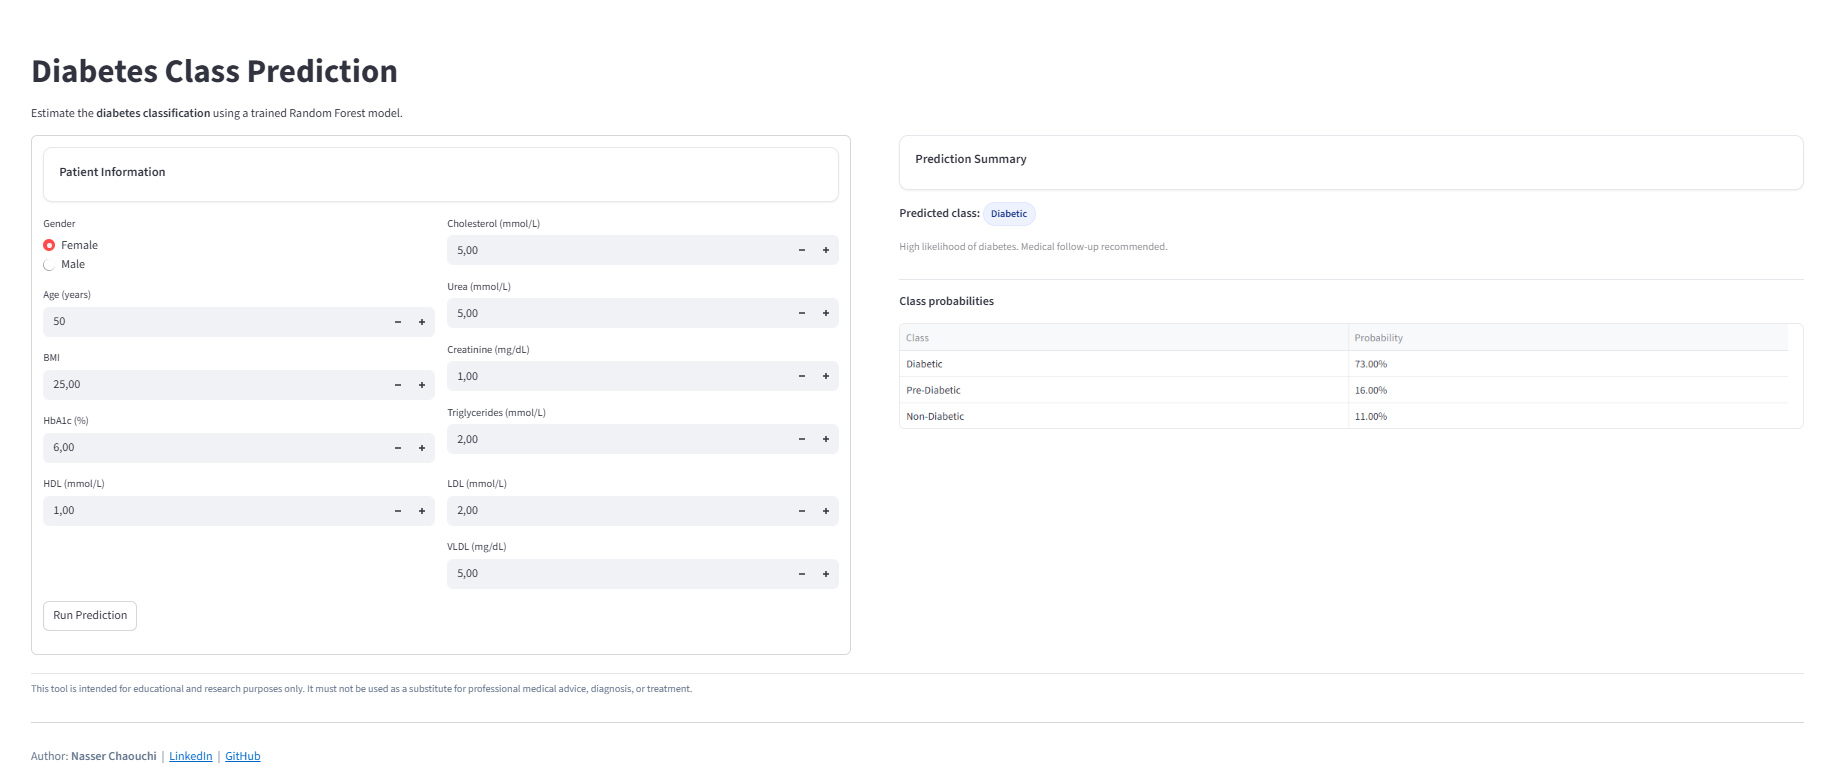 Diabetes Class Prediction
Estimate the diabetes classification using a trained Random Forest model.
Patient Information
Gender
Female
Male
Age (years)
50
BMI
25,00
HbA1c (%)
6,00
HDL (mmol/L)
1,00
Cholesterol (mmol/L)
5,00
Urea (mmol/L)
5,00
Creatinine (mg/dL)
1,00
Triglycerides (mmol/L)
2,00
LDL (mmol/L)
2,00
VLDL (mg/dL)
5,00
Run Prediction
Prediction Summary
Predicted class: Diabetic
High likelihood of diabetes. Medical follow-up recommended.
Class probabilities
Class Probability
Diabetic 73.00%
Pre-Diabetic 16.00%
Non-Diabetic 11.00%
This tool is intended for educational and research purposes only. It must not be used as a substitute for professional medical advice, diagnosis, or treatment.
Author: Nasser Chaouchi | LinkedIn | GitHub